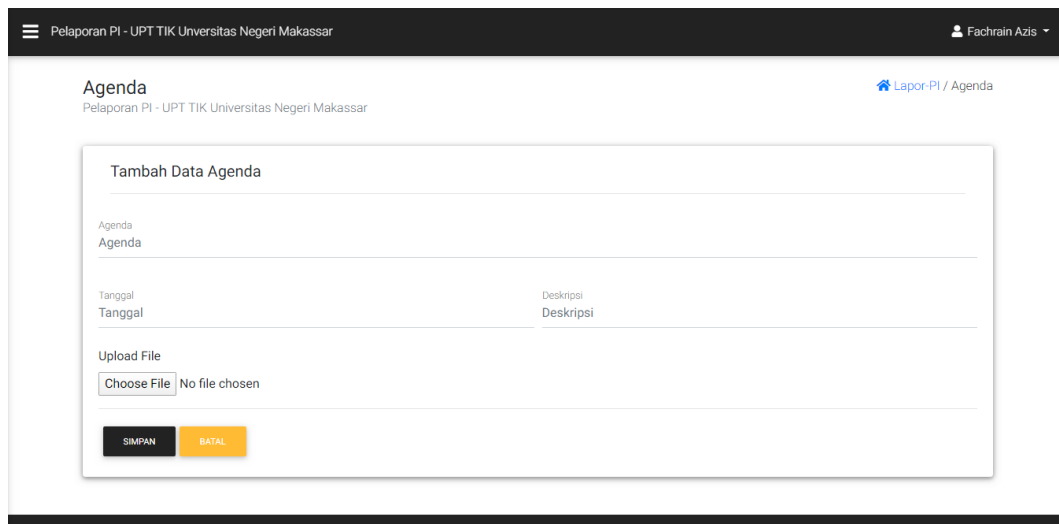 Pelaporan PI - UPT TIK Unversitas Negeri Makassar
Fachrain Azis
Agenda
Lapor-PI / Agenda
Pelaporan PI - UPT TIK Universitas Negeri Makassar
Tambah Data Agenda
Agenda
Agenda
Tanggal
Deskripsi
Tanggal
Deskripsi
Upload File
Choose File No file chosen
SIMPAN
BATAL